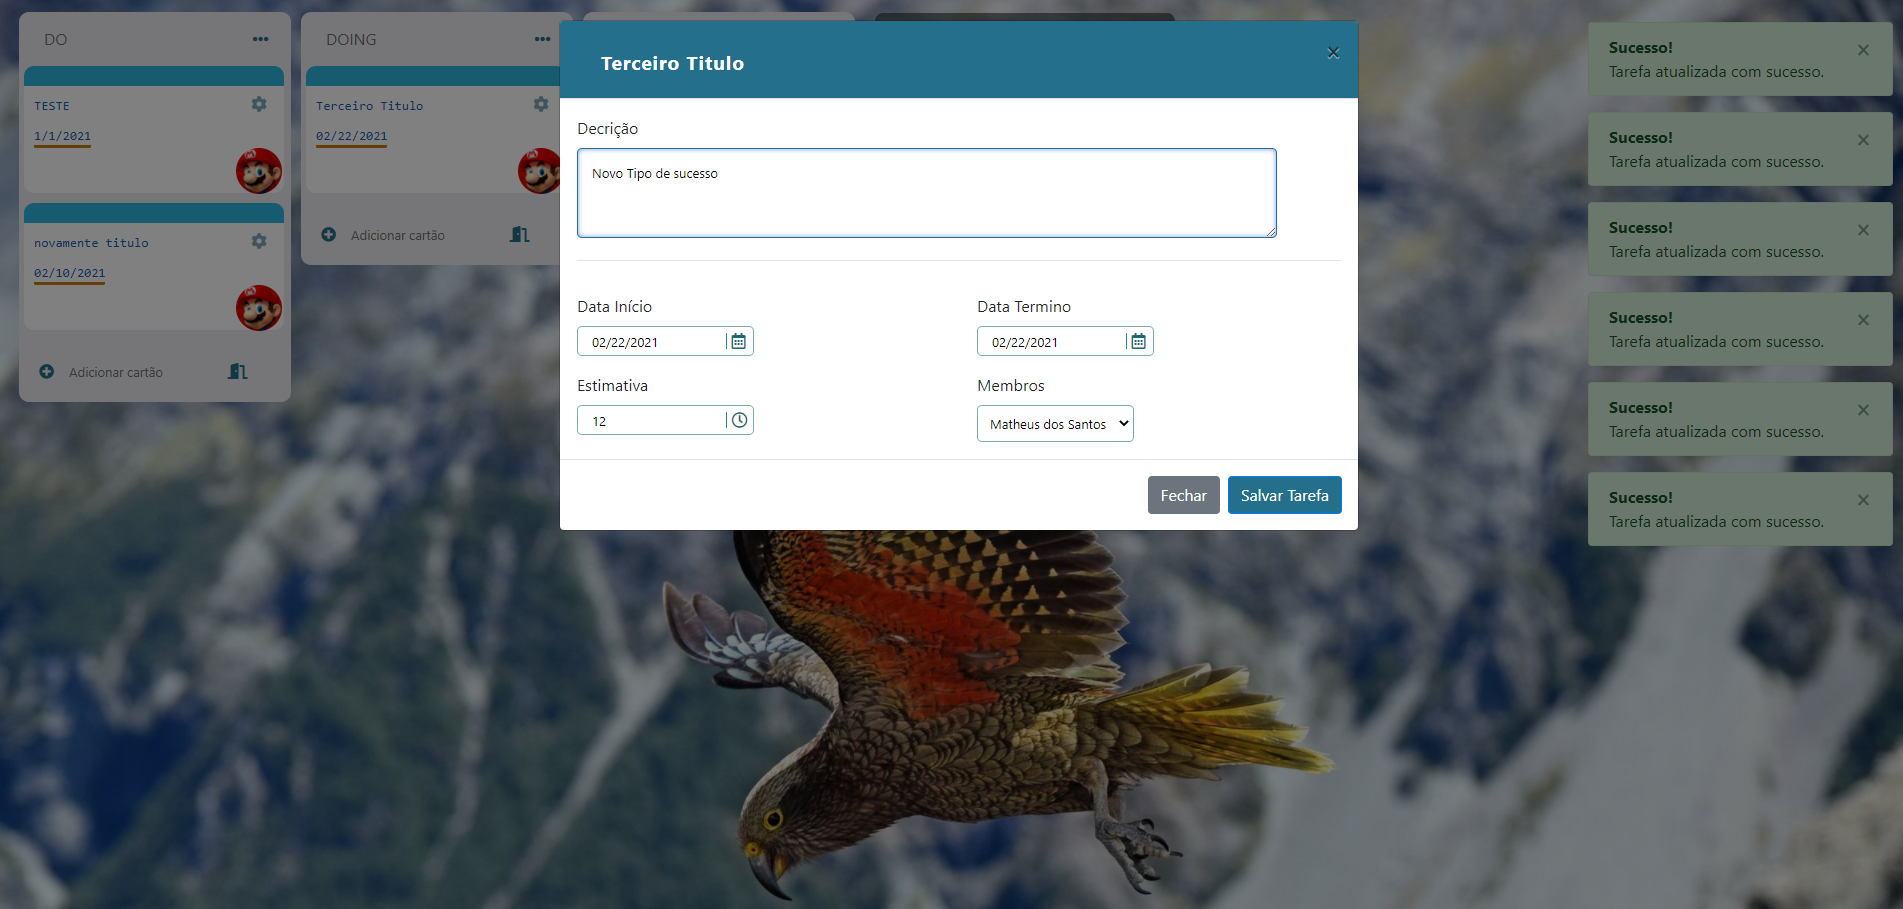 DO
TESTE
1/1/2021
novamente titulo
02/10/2021
Adicionar cartão
DOING
Terceiro Titulo
02/22/2021
Adicionar cartão
Terceiro Titulo
Decrição
Novo Tipo de sucesso
Data Início
Data Termino
02/22/2021
02/22/2021
Estimativa
Membros
12
Matheus dos Santos
Fechar
Salvar Tarefa
Sucesso!
Tarefa atualizada com sucesso.
Sucesso!
Tarefa atualizada com sucesso.
Sucesso!
Tarefa atualizada com sucesso.
Sucesso!
Tarefa atualizada com sucesso.
Sucesso!
Tarefa atualizada com sucesso.
Sucesso!
Tarefa atualizada com sucesso.